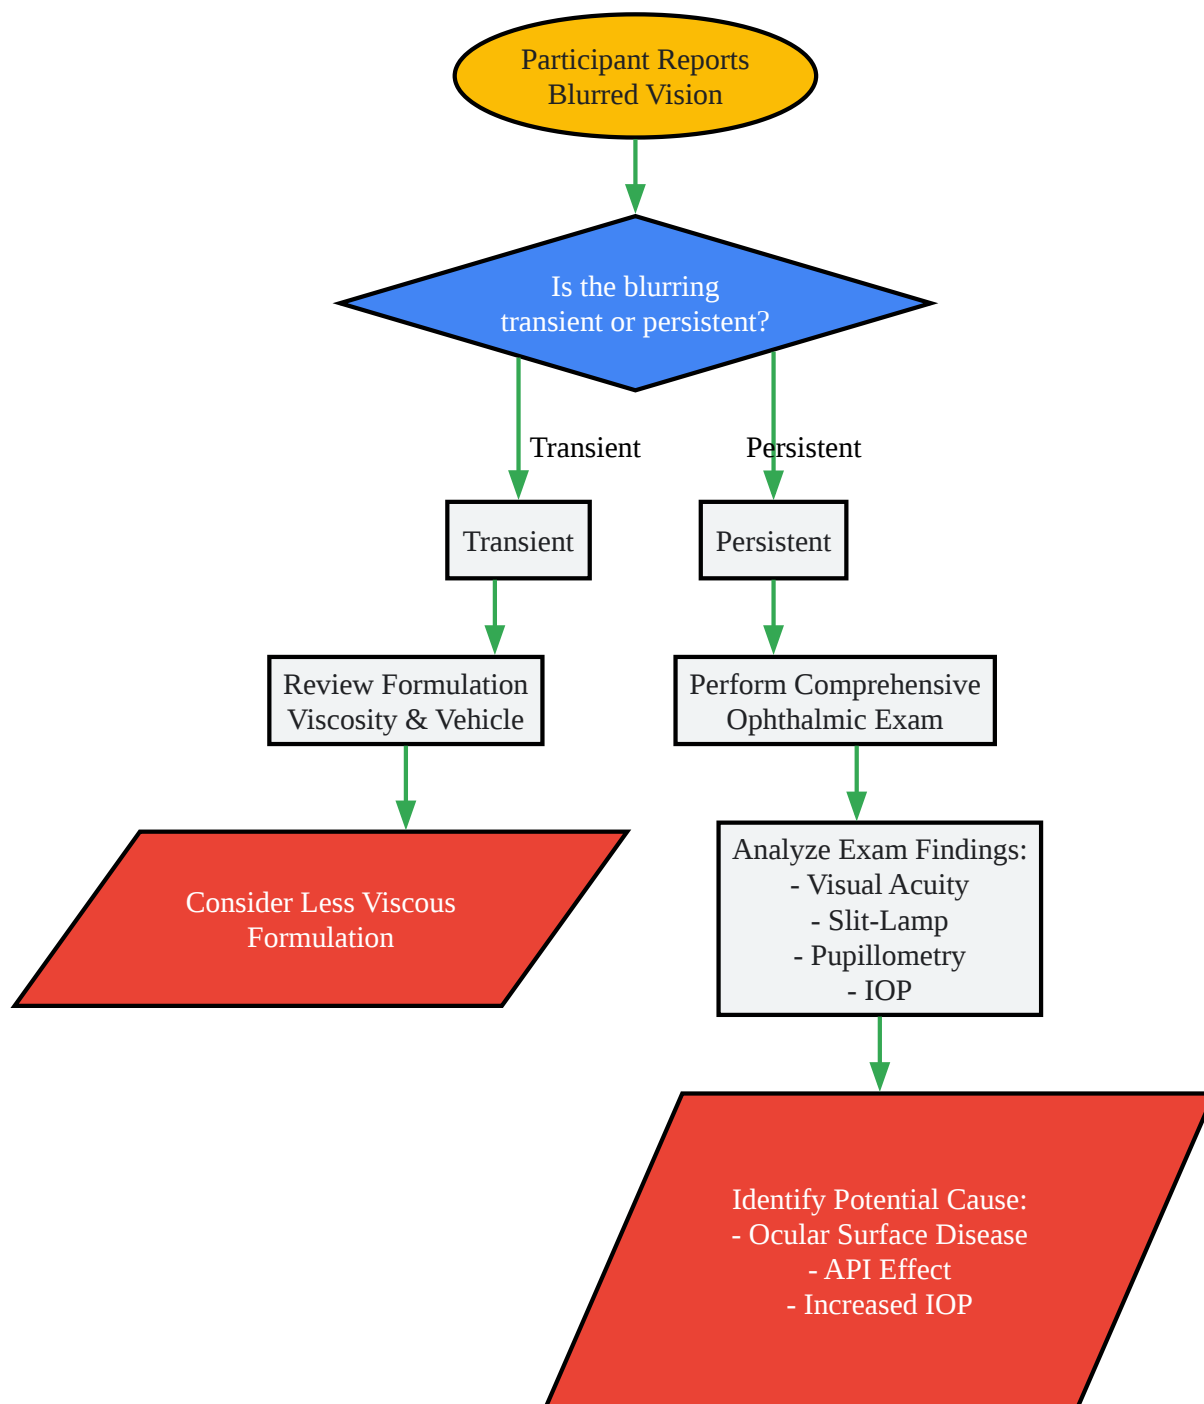 Participant Reports
Blurred Vision
Is the blurring
transient or persistent?
Transient
Persistent
Transient
Persistent
Review Formulation
Viscosity & Vehicle
Perform Comprehensive
Ophthalmic Exam
Consider Less Viscous
Formulation
Analyze Exam Findings:
- Visual Acuity
- Slit-Lamp
- Pupillometry
- IOP
Identify Potential Cause:
- Ocular Surface Disease
- API Effect
- Increased IOP